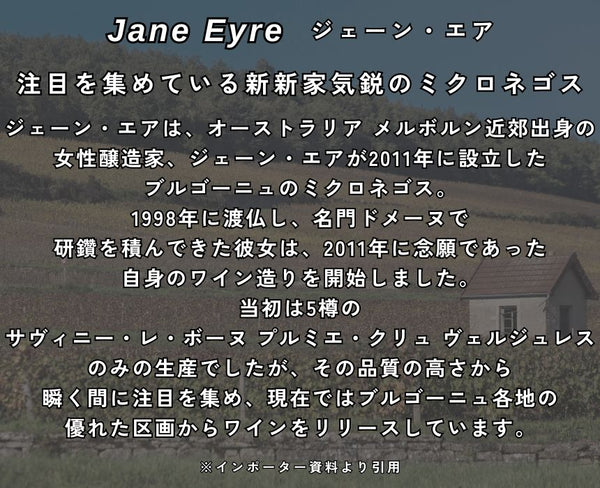 Jane Eyre ジェーン・エア
注目を集めている新新家気鋭のミクロネゴス
ジェーン・エアは、オーストラリア メルボルン近郊出身の
女性醸造家、ジェーン・エアが2011年に設立した
ブルゴーニュのミクロネゴス。
1998年に渡仏し、名門ドメーヌで
研鑽を積んできた彼女は、2011年に念願であった
自身のワイン造りを開始しました。
当初は5樽の
サヴィニー・レ・ボーヌ プルミエ・クリュ ヴェルジュレス
のみの生産でしたが、その品質の高さから
瞬く間に注目を集め、現在ではブルゴーニュ各地の
優れた区画からワインをリリースしています。
※インポーター資料より引用